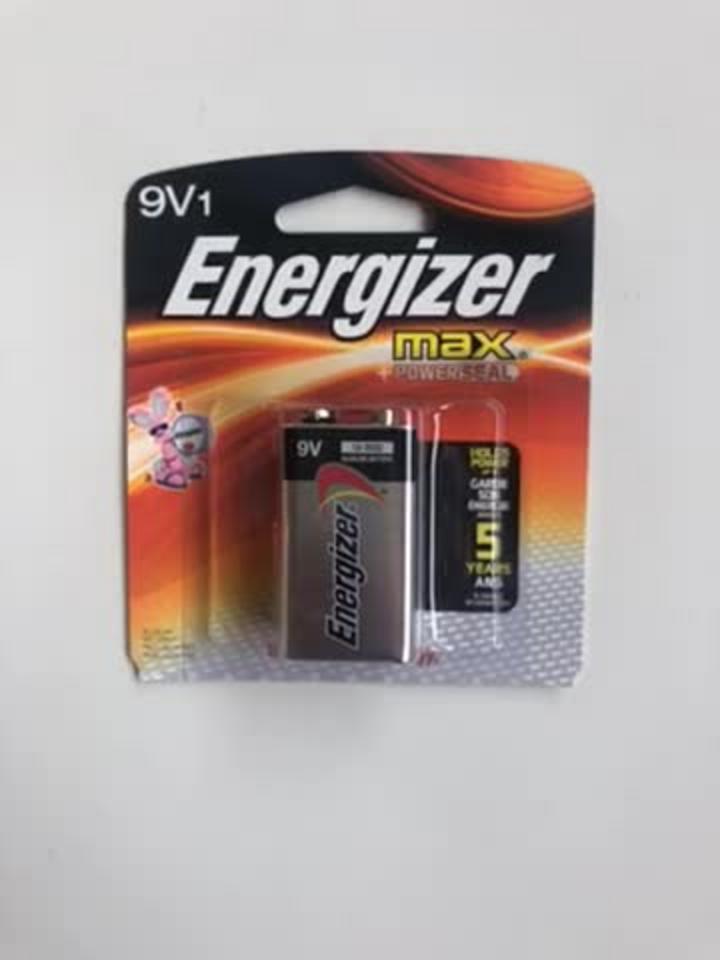 9V1
Energizer
max
+POWERSEAL
9V
Energizer
HOLDS
POWER
GARDE
SON
ÉNERGIE
5
YEARS
ANS